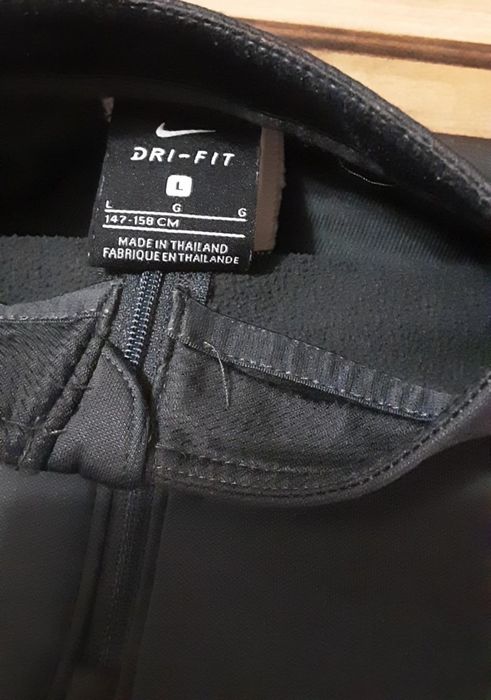 DRI-FIT
L
L G G
147-158 CM
MADE IN THAILAND
FABRIQUE EN THAILANDE